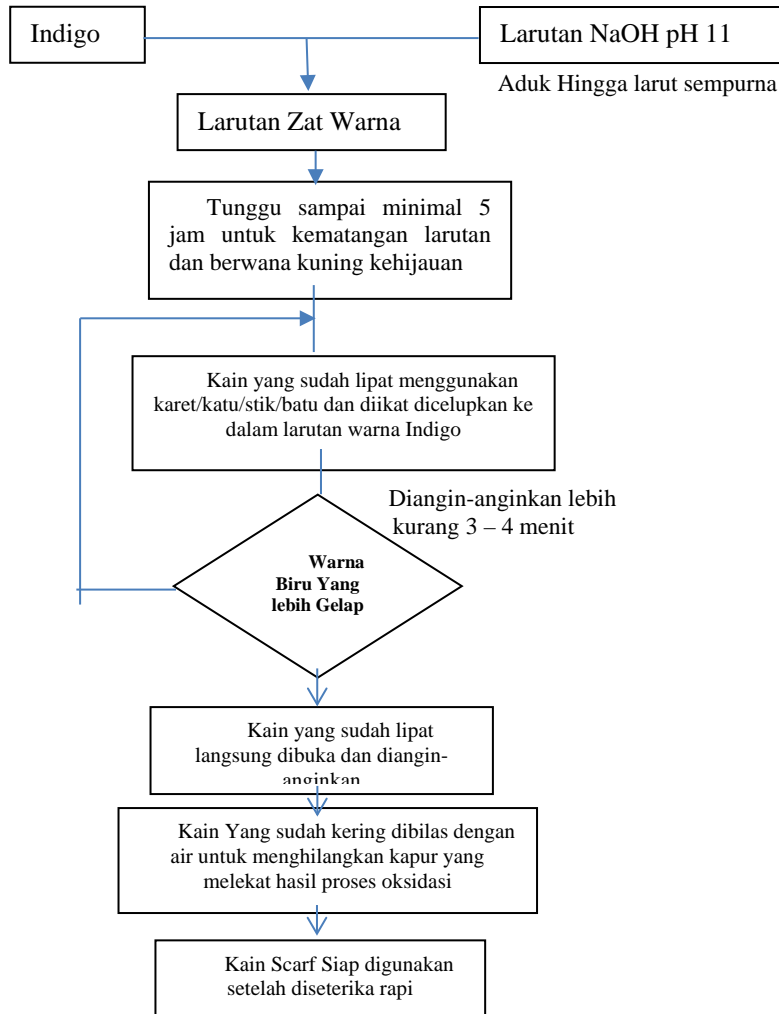 Indigo
Larutan NaOH pH 11
Aduk Hingga larut sempurna
Larutan Zat Warna
Tunggu sampai minimal 5
jam untuk kematangan larutan
dan berwana kuning kehijauan
Kain yang sudah lipat menggunakan
karet/katu/stik/batu dan diikat dicelupkan ke
dalam larutan warna Indigo
Diangin-anginkan lebih
kurang 3 – 4 menit
Warna
Biru Yang
lebih Gelap
Kain yang sudah lipat
langsung dibuka dan diangin-
anginkan
Kain Yang sudah kering dibilas dengan
air untuk menghilangkan kapur yang
melekat hasil proses oksidasi
Kain Scarf Siap digunakan
setelah diseterika rapi